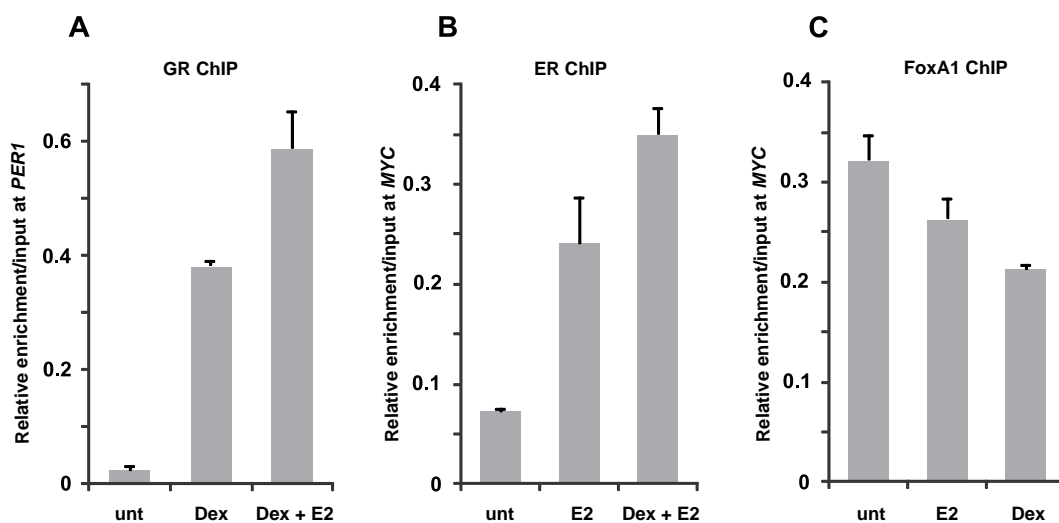 A
GR ChIP
Relative enrichment/input at PER1
0.6
0.4
0.2
0
unt Dex Dex + E2
B
ER ChIP
Relative enrichment/input at MYC
0.4
0.3
0.2
0.1
0
unt E2 Dex + E2
C
FoxA1 ChIP
Relative enrichment/input at MYC
0.4
0.3
0.2
0.1
0
unt E2 Dex